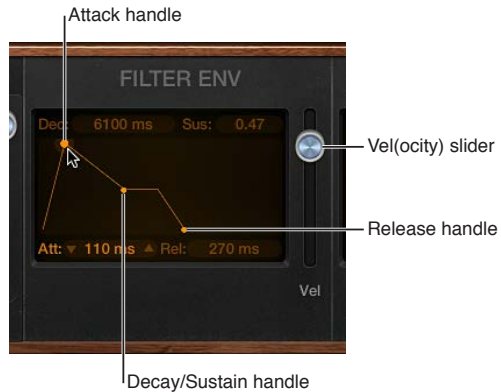 Attack handle
FILTER ENV
Dec: 6100 ms Sus: 0.47
Vel(ocity) slider
Release handle
Att: 110 ms Rel: 270 ms
Vel
Decay/Sustain handle